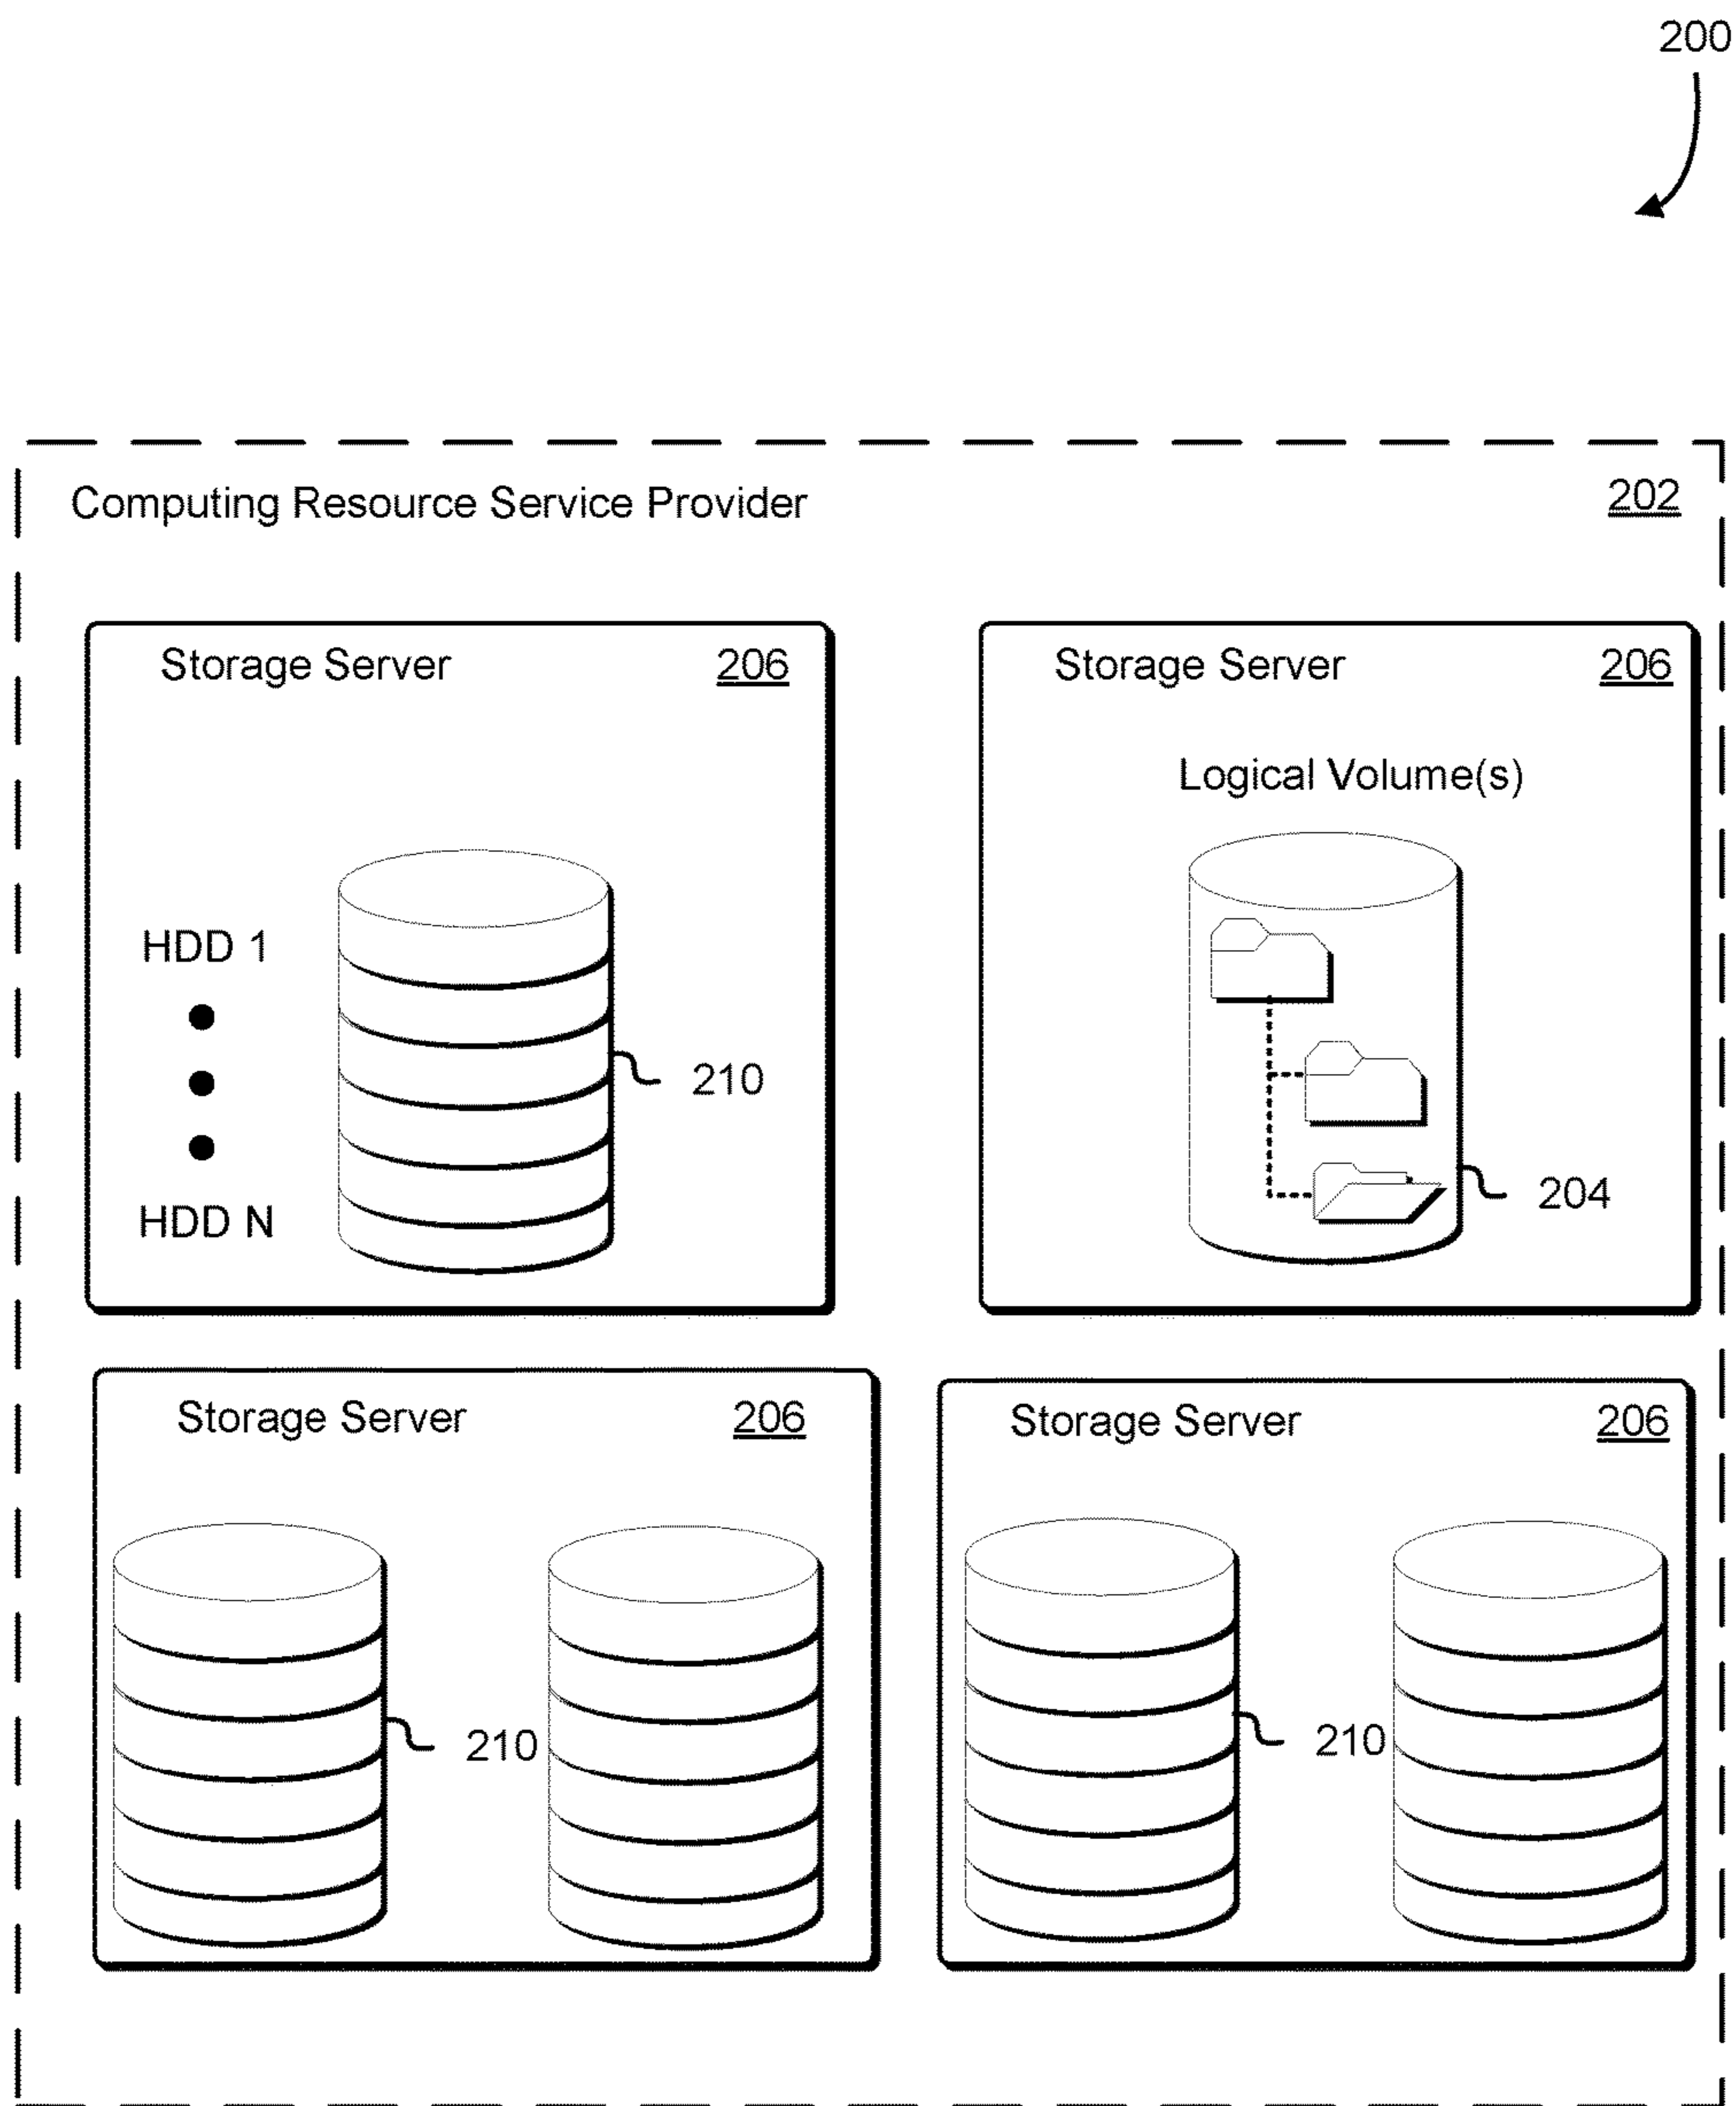 200
Computing Resource Service Provider 202
Storage Server 206
HDD 1
HDD N
210
Storage Server 206
Logical Volume(s)
204
Storage Server 206
210
Storage Server 206
210